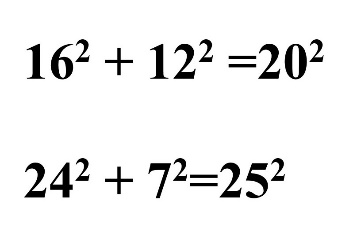 16² + 12² =20²
24² + 7²=25²